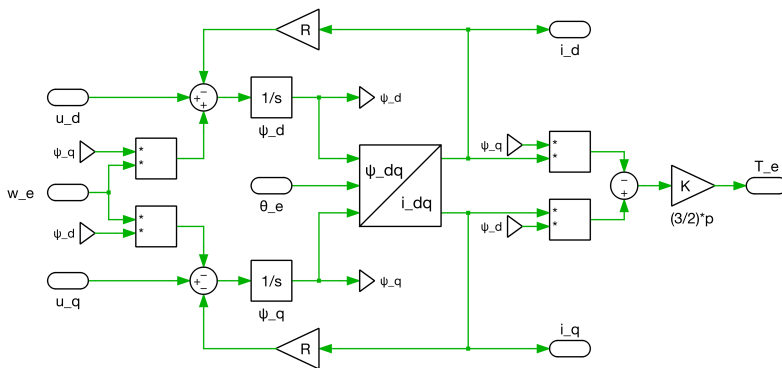 R
i_d
u_d
1/s
ψ_d
ψ_d
ψ_q
*
*
w_e
ψ_dq
i_dq
θ_e
ψ_q
*
*
T_e
K
(3/2)*p
*
*
ψ_d
ψ_d
*
*
u_q
1/s
ψ_q
ψ_q
R
i_q
+
−
+
+
−
−
−
+